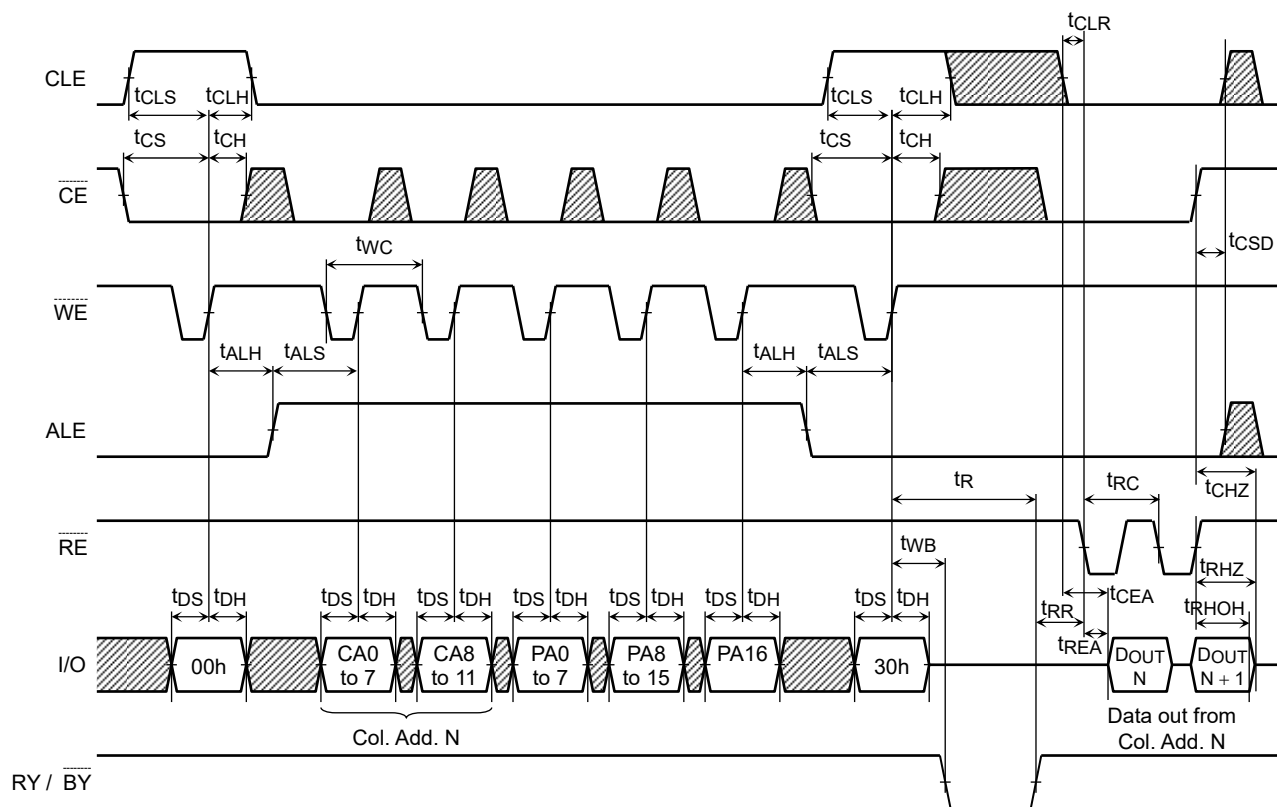 tCLR
CLE
tCLS tCLH tCLS tCLH
tCS tCH tCS tCH
CE
tCSD
tWC
WE
tALH tALS tALH tALS
ALE
tR tRC tCHZ
RE
tWB
tRHZ
tDS tDH tDS tDH tDS tDH tDS tDH tDS tDH tDS tDH tDS tDH tCEA
tRR tRHOH
tREA
I/O
00h
CA0
to 7
CA8
to 11
PA0
to 7
PA8
to 15
PA16
30h
DOUT
N
DOUT
N + 1
Col. Add. N
Data out from
Col. Add. N
RY / BY